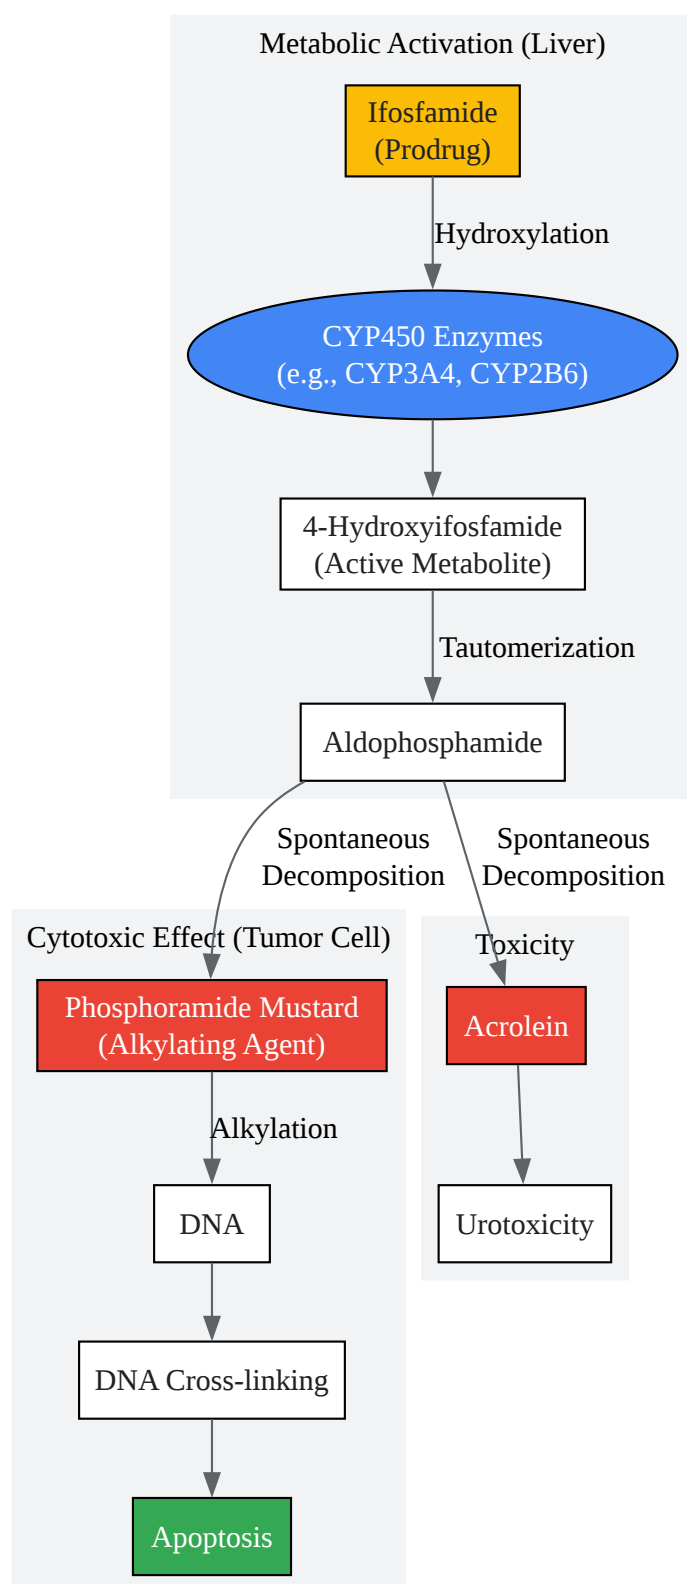 Metabolic Activation (Liver)
Ifosfamide
(Prodrug)
Hydroxylation
CYP450 Enzymes
(e.g., CYP3A4, CYP2B6)
4-Hydroxyifosfamide
(Active Metabolite)
Tautomerization
Aldophosphamide
Spontaneous
Decomposition
Spontaneous
Decomposition
Cytotoxic Effect (Tumor Cell)
Phosphoramide Mustard
(Alkylating Agent)
Alkylation
DNA
DNA Cross-linking
Apoptosis
Toxicity
Acrolein
Urotoxicity